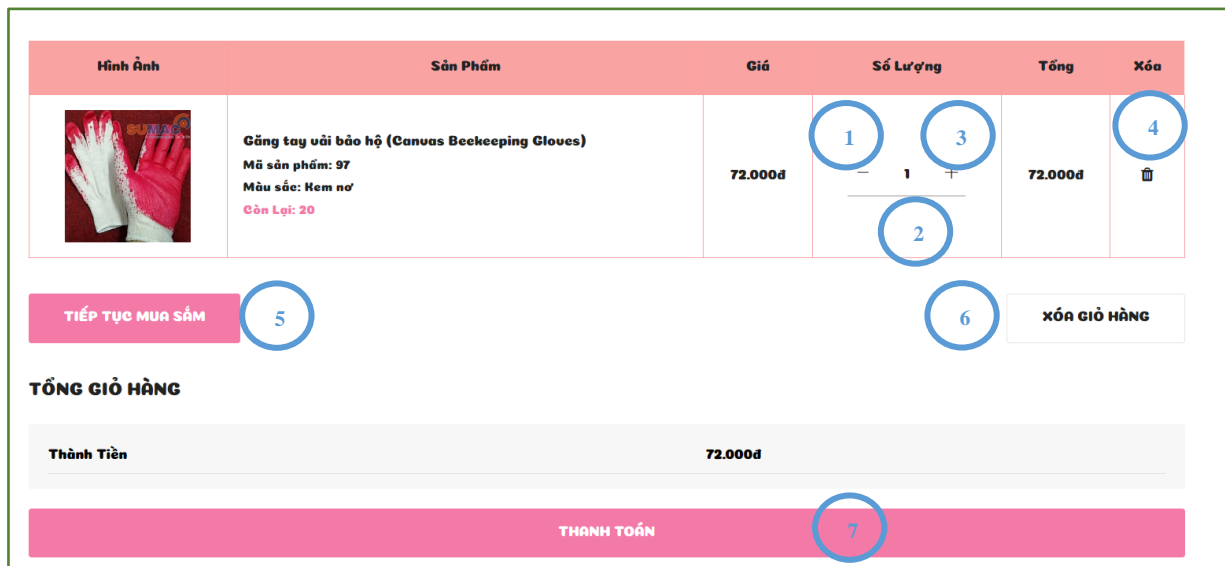 Hình Ảnh Sản Phẩm Giá Số Lượng Tổng Xóa
SUMAC
Găng tay vải bảo hộ (Canvas Beekeeping Gloves)
Mã sản phẩm: 97
Màu sắc: Kem nơ
Còn Lại: 20
72.000đ
1
3
− 1 +
2
72.000đ
4
TIẾP TỤC MUA SẮM
5
6
XÓA GIỎ HÀNG
TỔNG GIỎ HÀNG
Thành Tiền 72.000đ
THANH TOÁN
7